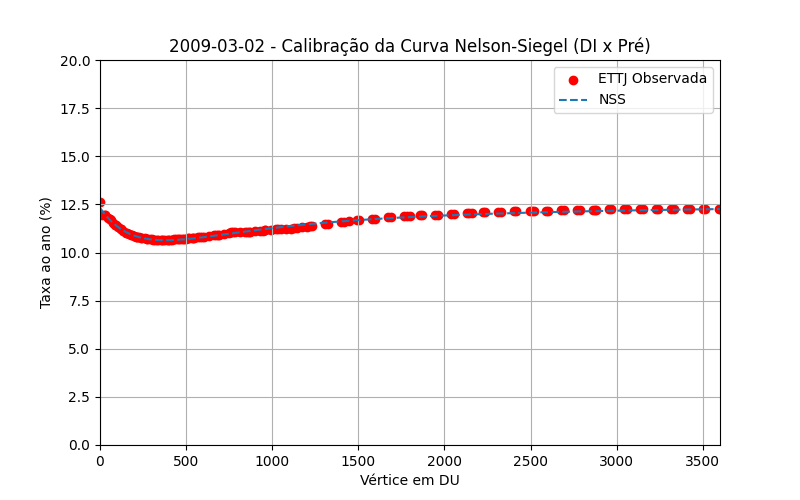 2009-03-02 - Calibração da Curva Nelson-Siegel (DI x Pré)
ETTJ Observada
NSS
20.0
17.5
15.0
12.5
10.0
7.5
5.0
2.5
0.0
Taxa ao ano (%)
0 500 1000 1500 2000 2500 3000 3500
Vértice em DU